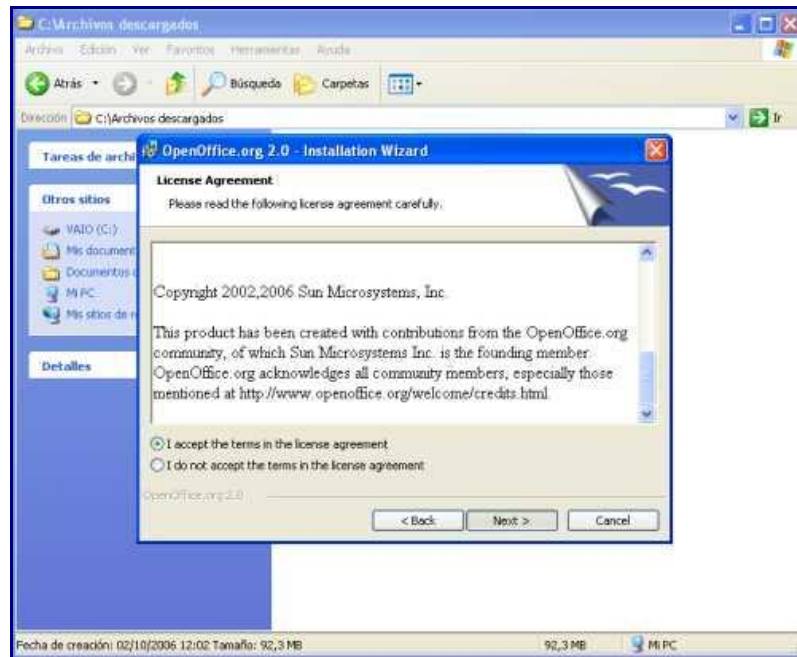 C:\Archivos descargados
Archivo Edición Ver Favoritos Herramientas Ayuda
Atrás Búsqueda Carpetas
Dirección C:\Archivos descargados Ir
Tareas de archi
OpenOffice.org 2.0 - Installation Wizard
License Agreement
Please read the following license agreement carefully.
Otros sitios
VAIO (C:)
Mis document
Documentos
Mi PC
Mis sitios de r
Detalles
Copyright 2002,2006 Sun Microsystems, Inc.
This product has been created with contributions from the OpenOffice.org
community, of which Sun Microsystems Inc. is the founding member.
OpenOffice.org acknowledges all community members, especially those
mentioned at http://www.openoffice.org/welcome/credits.html.
I accept the terms in the license agreement
I do not accept the terms in the license agreement
OpenOffice.org 2.0
< Back Next > Cancel
Fecha de creación: 02/10/2006 12:02 Tamaño: 92,3 MB 92,3 MB Mi PC